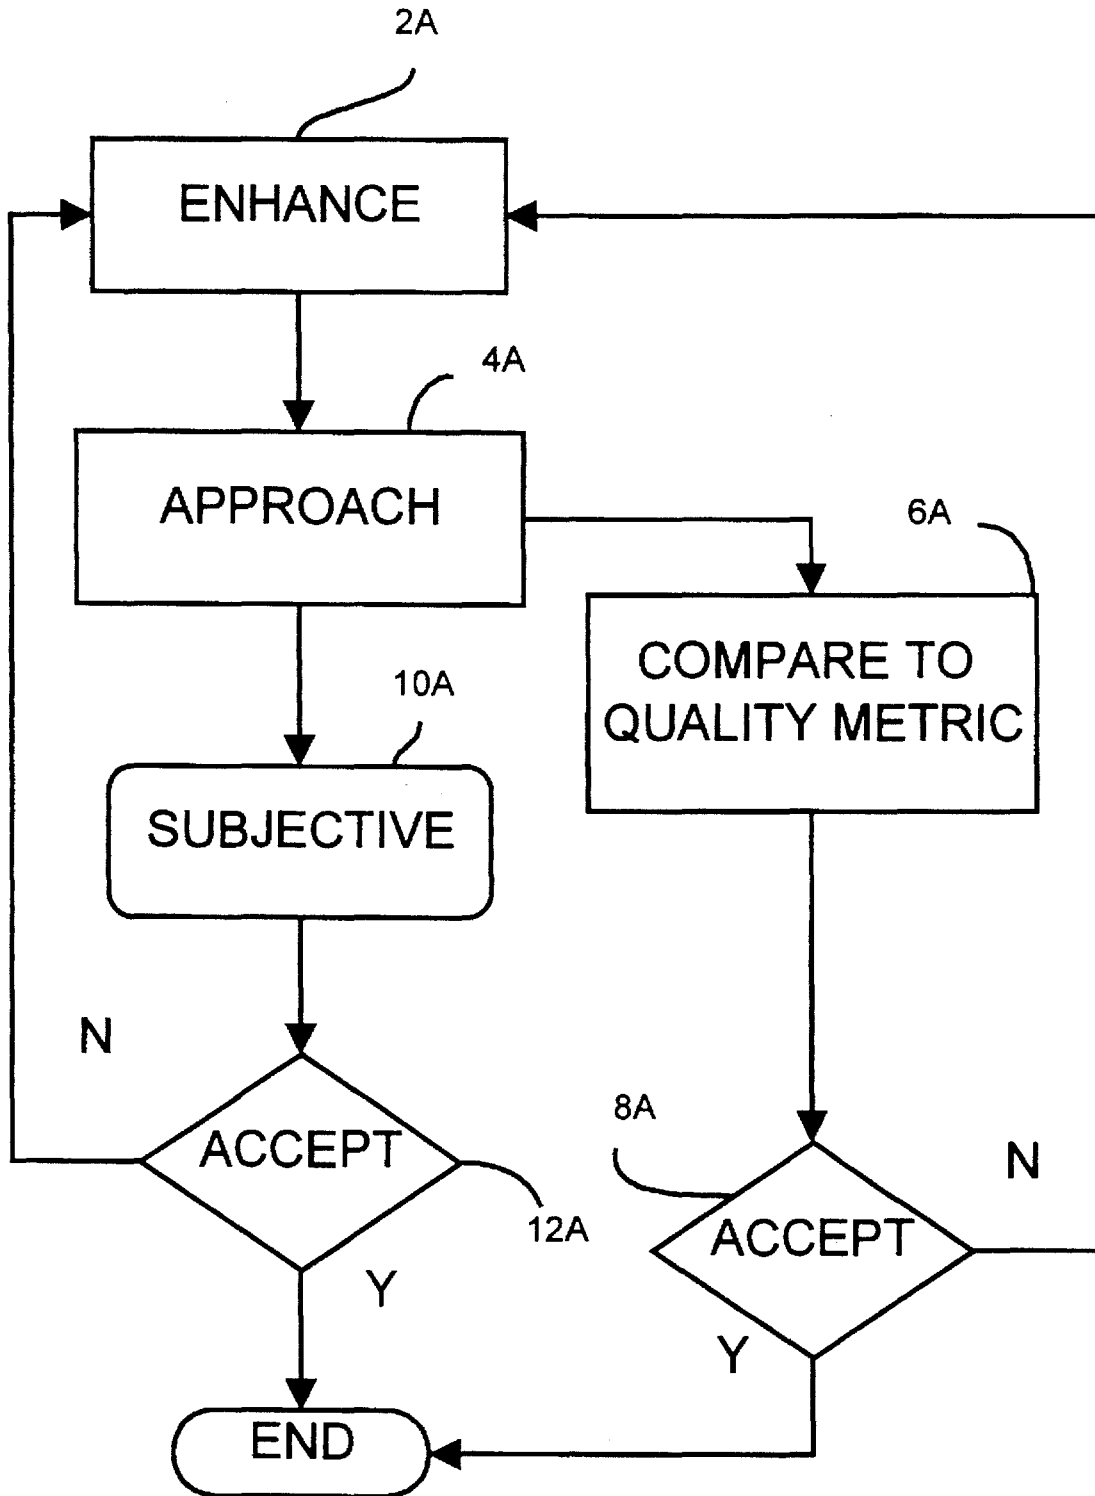 2A
ENHANCE
4A
APPROACH
6A
COMPARE TO
QUALITY METRIC
10A
SUBJECTIVE
N
ACCEPT
12A
Y
8A
N
ACCEPT
Y
END